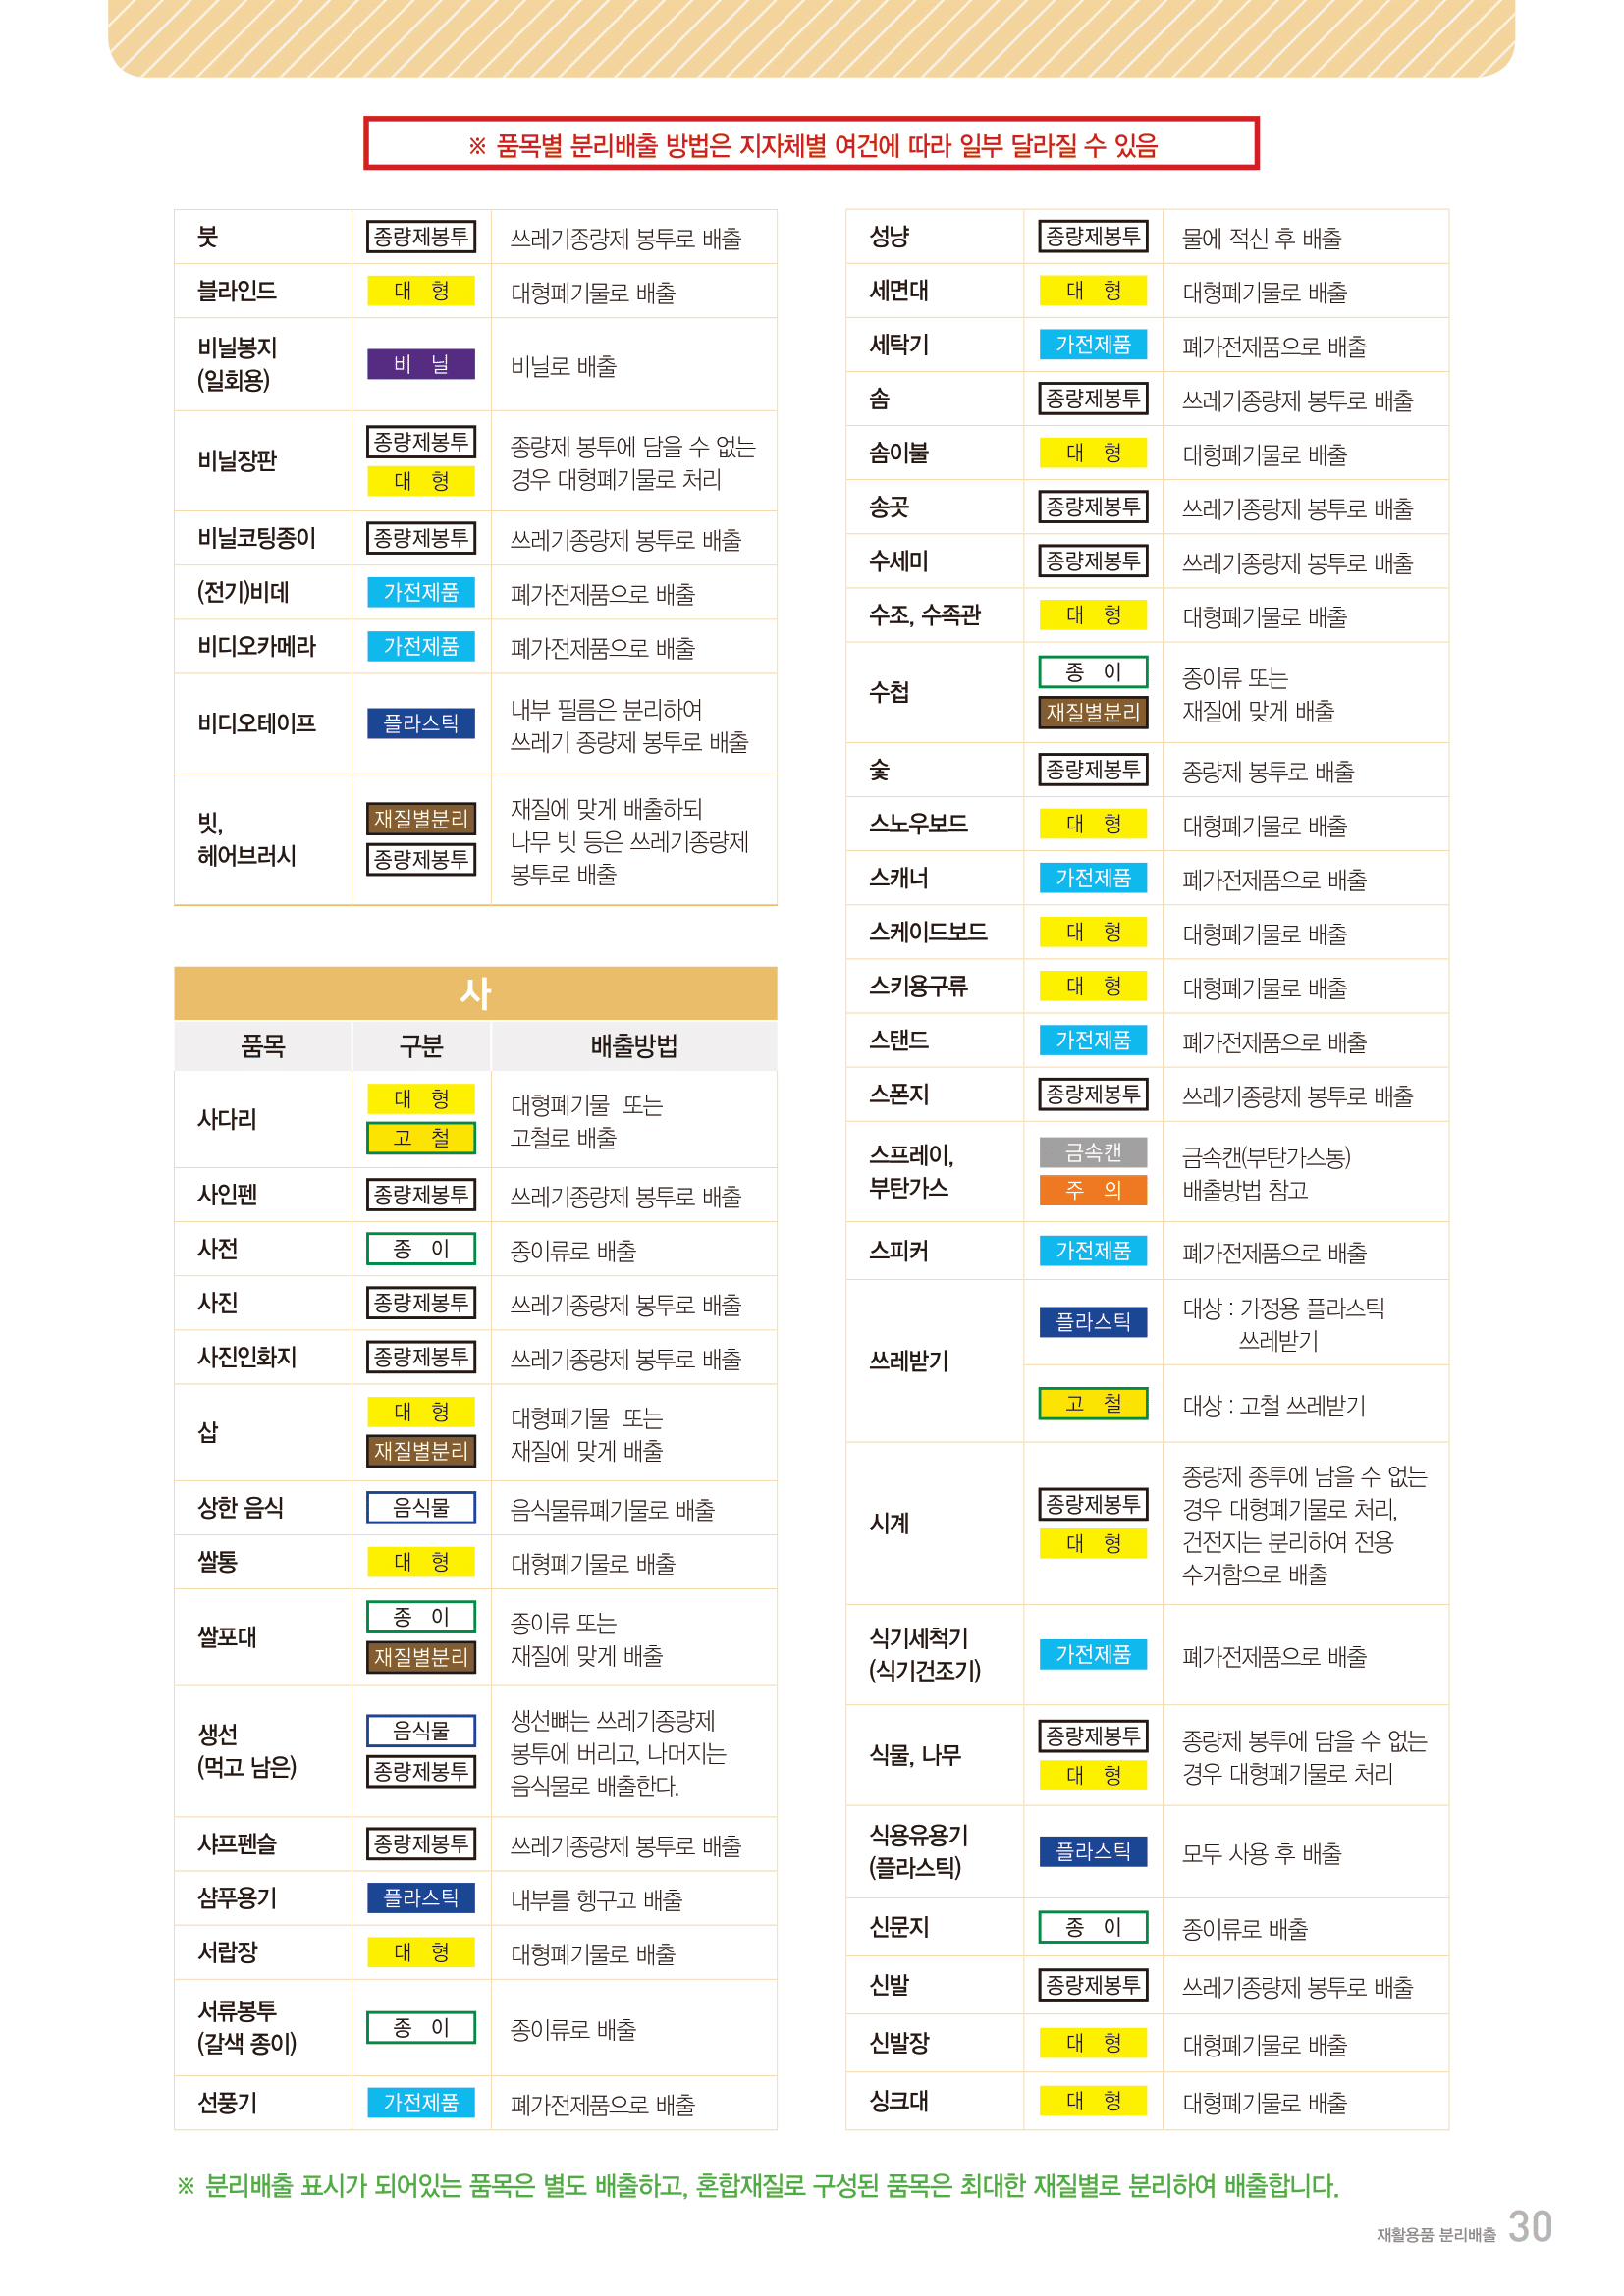 ※ 품목별 분리배출 방법은 지자체별 여건에 따라 일부 달라질 수 있음
붓 종량제봉투 쓰레기종량제 봉투로 배출
블라인드 대 형 대형폐기물로 배출
비닐봉지
(일회용)
비 닐
비닐로 배출
비닐장판
종량제봉투
대 형
종량제 봉투에 담을 수 없는
경우 대형폐기물로 처리
비닐코팅종이 종량제봉투 쓰레기종량제 봉투로 배출
(전기)비데 가전제품 폐가전제품으로 배출
비디오카메라 가전제품 폐가전제품으로 배출
비디오테이프
플라스틱
내부 필름은 분리하여
쓰레기 종량제 봉투로 배출
빗,
헤어브러시
재질별분리
종량제봉투
재질에 맞게 배출하되
나무 빗 등은 쓰레기종량제
봉투로 배출
사
품목 구분 배출방법
사다리
대 형
고 철
대형폐기물 또는
고철로 배출
사인펜 종량제봉투 쓰레기종량제 봉투로 배출
사전 종 이 종이류로 배출
사진 종량제봉투 쓰레기종량제 봉투로 배출
사진인화지 종량제봉투 쓰레기종량제 봉투로 배출
삽
대 형
재질별분리
대형폐기물 또는
재질에 맞게 배출
상한 음식 음식물 음식물류폐기물로 배출
쌀통 대 형 대형폐기물로 배출
쌀포대
종 이
재질별분리
종이류 또는
재질에 맞게 배출
생선
(먹고 남은)
음식물
종량제봉투
생선뼈는 쓰레기종량제
봉투에 버리고, 나머지는
음식물로 배출한다.
샤프펜슬 종량제봉투 쓰레기종량제 봉투로 배출
샴푸용기 플라스틱 내부를 헹구고 배출
서랍장 대 형 대형폐기물로 배출
서류봉투
(갈색 종이)
종 이
종이류로 배출
선풍기 가전제품 폐가전제품으로 배출
성냥 종량제봉투 물에 적신 후 배출
세면대 대 형 대형폐기물로 배출
세탁기 가전제품 폐가전제품으로 배출
솜 종량제봉투 쓰레기종량제 봉투로 배출
솜이불 대 형 대형폐기물로 배출
송곳 종량제봉투 쓰레기종량제 봉투로 배출
수세미 종량제봉투 쓰레기종량제 봉투로 배출
수조, 수족관 대 형 대형폐기물로 배출
수첩
종 이
재질별분리
종이류 또는
재질에 맞게 배출
숯 종량제봉투 종량제 봉투로 배출
스노우보드 대 형 대형폐기물로 배출
스캐너 가전제품 폐가전제품으로 배출
스케이드보드 대 형 대형폐기물로 배출
스키용구류 대 형 대형폐기물로 배출
스탠드 가전제품 폐가전제품으로 배출
스폰지 종량제봉투 쓰레기종량제 봉투로 배출
스프레이,
부탄가스
금속캔
주 의
금속캔(부탄가스통)
배출방법 참고
스피커 가전제품 폐가전제품으로 배출
쓰레받기
플라스틱
대상 : 가정용 플라스틱
쓰레받기
고 철
대상 : 고철 쓰레받기
시계
종량제봉투
대 형
종량제 종투에 담을 수 없는
경우 대형폐기물로 처리,
건전지는 분리하여 전용
수거함으로 배출
식기세척기
(식기건조기)
가전제품
폐가전제품으로 배출
식물, 나무
종량제봉투
대 형
종량제 봉투에 담을 수 없는
경우 대형폐기물로 처리
식용유용기
(플라스틱)
플라스틱
모두 사용 후 배출
신문지 종 이 종이류로 배출
신발 종량제봉투 쓰레기종량제 봉투로 배출
신발장 대 형 대형폐기물로 배출
싱크대 대 형 대형폐기물로 배출
※ 분리배출 표시가 되어있는 품목은 별도 배출하고, 혼합재질로 구성된 품목은 최대한 재질별로 분리하여 배출합니다.
재활용품 분리배출 30